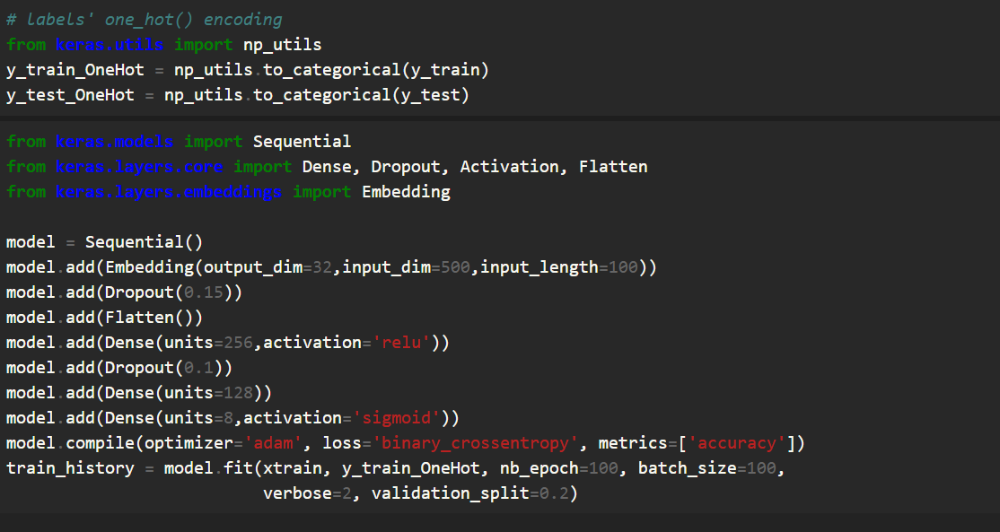 # labels' one_hot() encoding
from keras.utils import np_utils
y_train_OneHot = np_utils.to_categorical(y_train)
y_test_OneHot = np_utils.to_categorical(y_test)
from keras.models import Sequential
from keras.layers.core import Dense, Dropout, Activation, Flatten
from keras.layers.embeddings import Embedding
model = Sequential()
model.add(Embedding(output_dim=32,input_dim=500,input_length=100))
model.add(Dropout(0.15))
model.add(Flatten())
model.add(Dense(units=256,activation='relu'))
model.add(Dropout(0.1))
model.add(Dense(units=128))
model.add(Dense(units=8,activation='sigmoid'))
model.compile(optimizer='adam', loss='binary_crossentropy', metrics=['accuracy'])
train_history = model.fit(xtrain, y_train_OneHot, nb_epoch=100, batch_size=100,
verbose=2, validation_split=0.2)